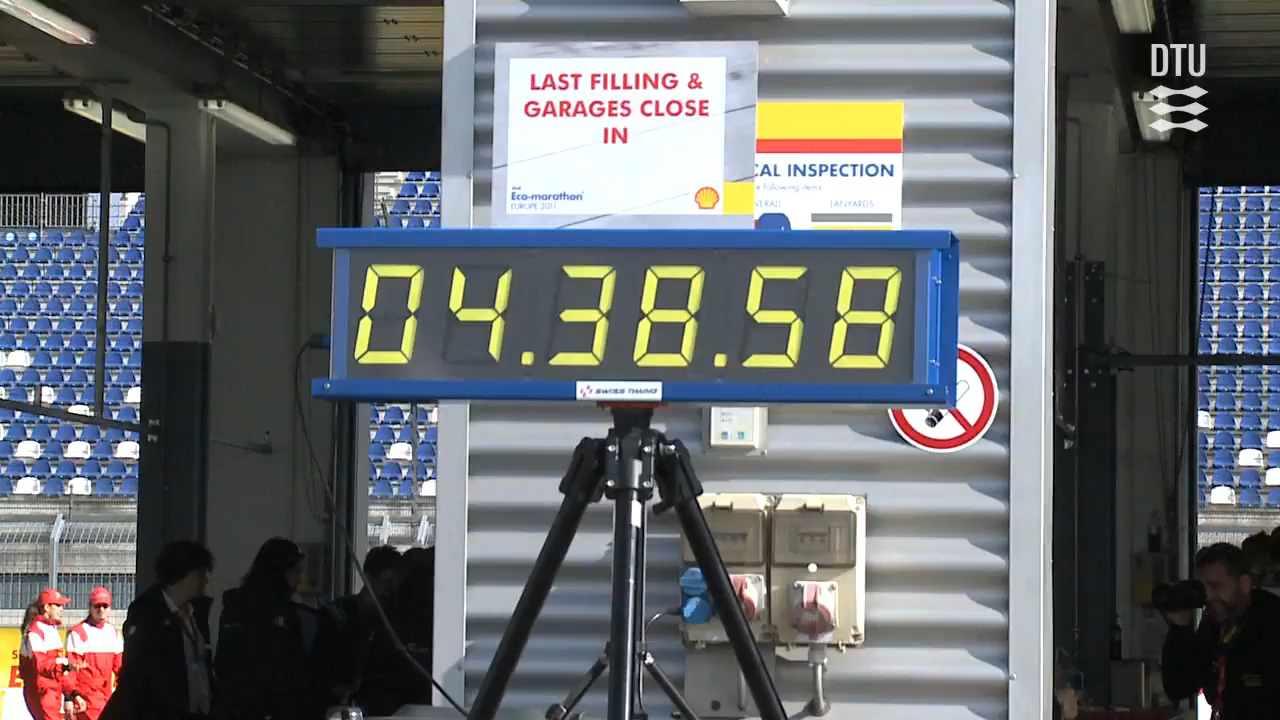 DTU
LAST FILLING &
GARAGES CLOSE
IN
Eco-marathon
EUROPE 2011
CAL INSPECTION
following items
LANYARDS
04.38.58
SWISS TIMING